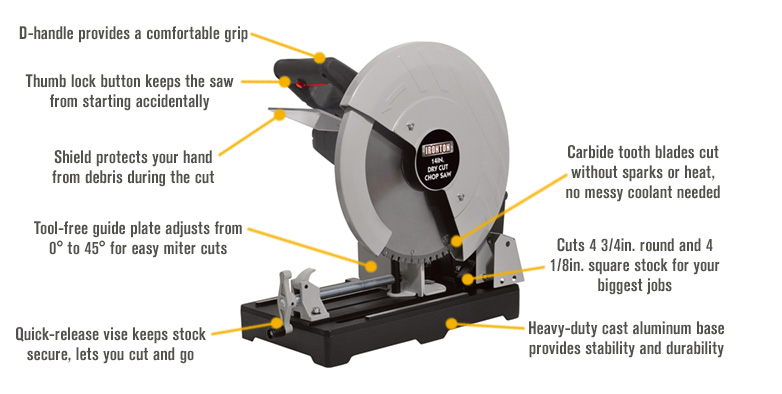 D-handle provides a comfortable grip
Thumb lock button keeps the saw
from starting accidentally
Shield protects your hand
from debris during the cut
Tool-free guide plate adjusts from
0° to 45° for easy miter cuts
Quick-release vise keeps stock
secure, lets you cut and go
IRONTON
14IN.
DRY CUT
CHOP SAW
Carbide tooth blades cut
without sparks or heat,
no messy coolant needed
Cuts 4 3/4in. round and 4
1/8in. square stock for your
biggest jobs
Heavy-duty cast aluminum base
provides stability and durability